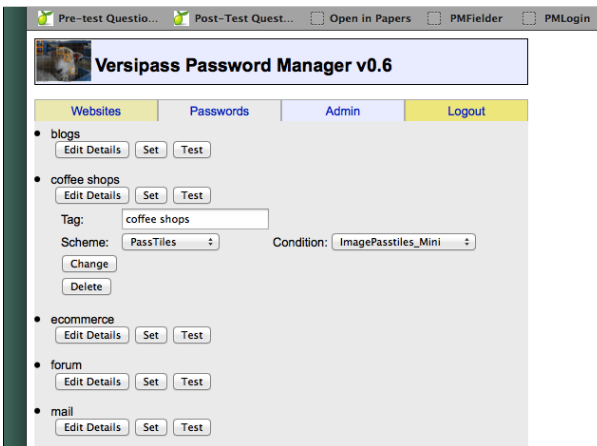 Pre-test Questio... Post-Test Quest... Open in Papers PMFielder PMLogin
Versipass Password Manager v0.6
Websites Passwords Admin Logout
blogs
Edit Details Set Test
coffee shops
Edit Details Set Test
Tag: coffee shops
Scheme: PassTiles Condition: ImagePasstiles_Mini
Change
Delete
ecommerce
Edit Details Set Test
forum
Edit Details Set Test
mail
Edit Details Set Test